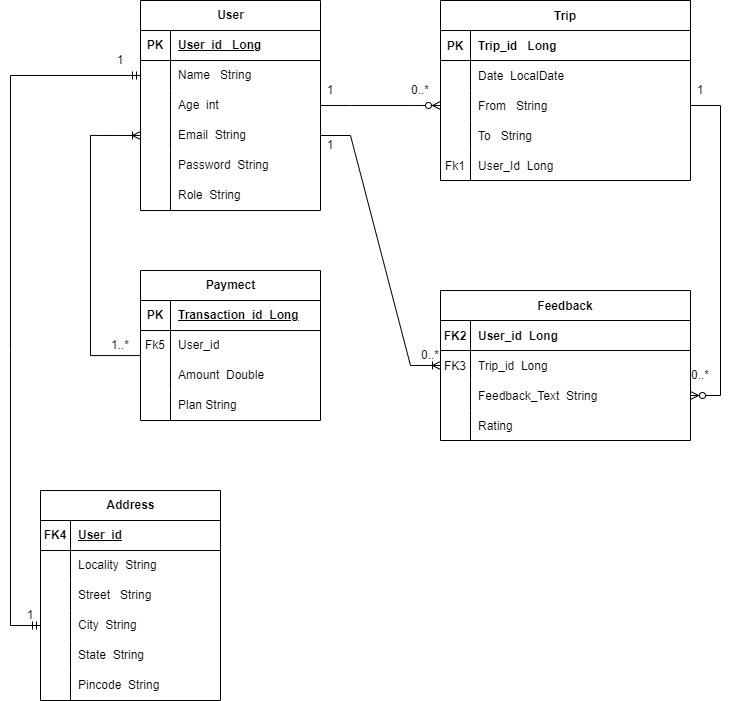 User
PK User_id Long
Name String
Age int
Email String
Password String
Role String
1
1
1
Trip
PK Trip_id Long
Date LocalDate
From String
To String
Fk1 User_Id Long
0..*
1
Paymect
PK Transaction_id Long
Fk5 User_id
Amount Double
Plan String
1..*
Feedback
FK2 User_id Long
FK3 Trip_id Long
Feedback_Text String
Rating
0..*
0..*
Address
FK4 User_id
Locality String
Street String
City String
State String
Pincode String
1